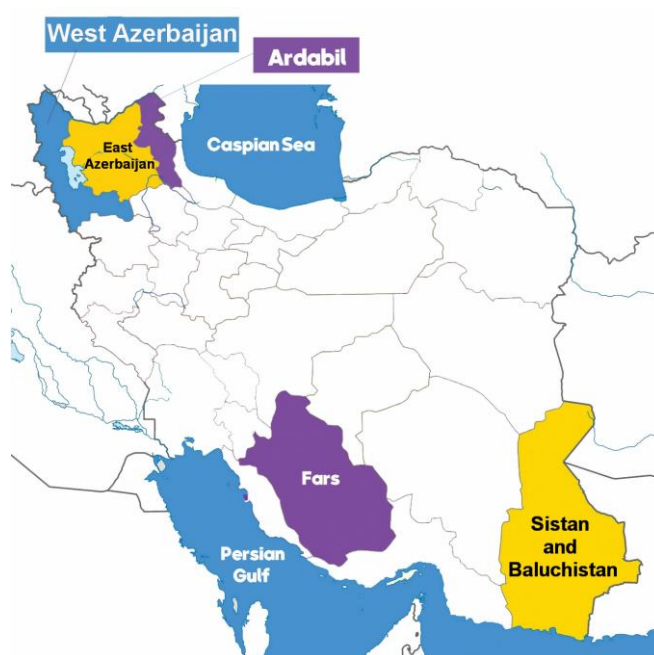 West Azerbaijan
Ardabil
East
Azerbaijan
Caspian Sea
Fars
Persian
Gulf
Sistan
and
Baluchistan